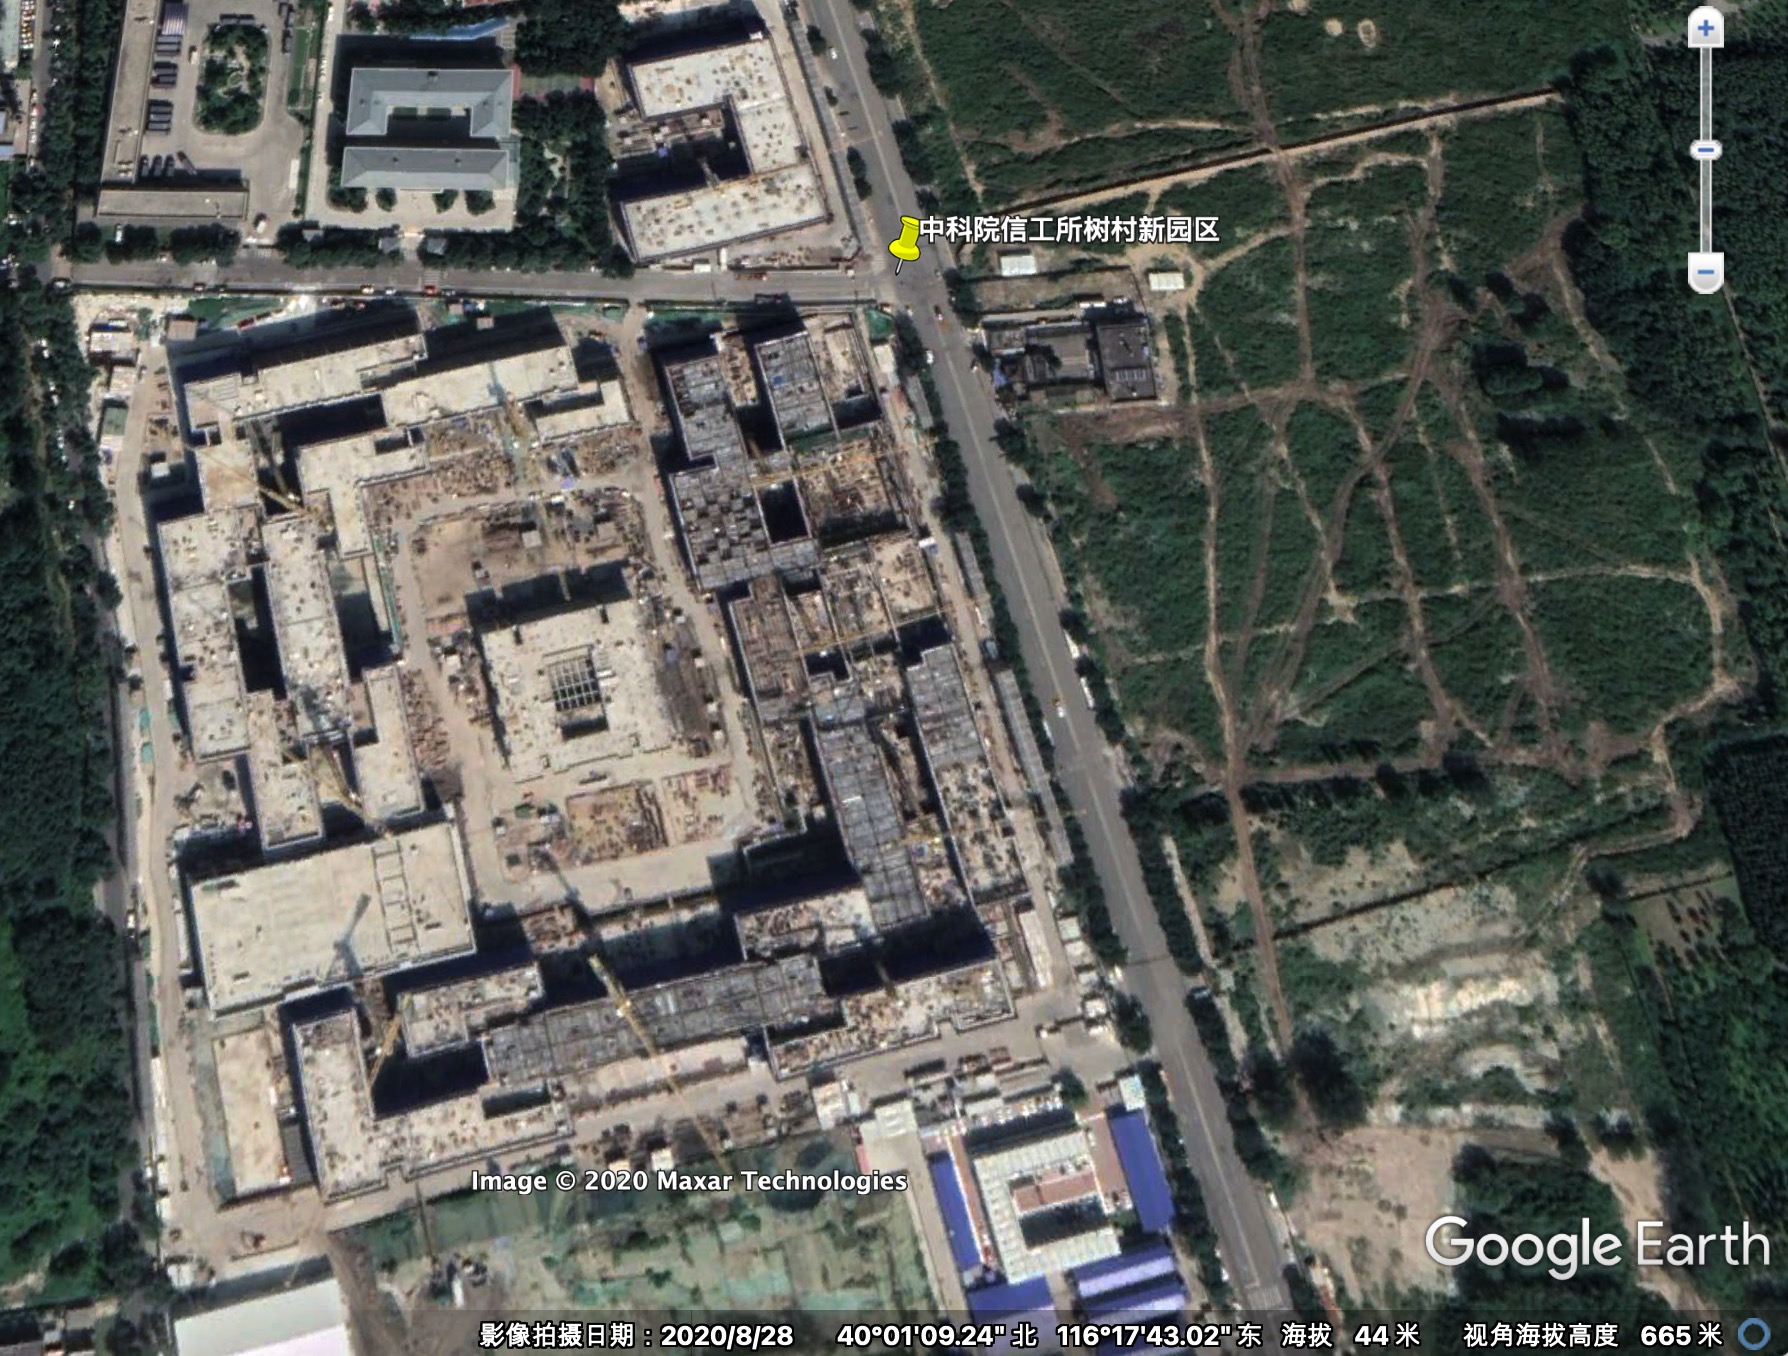 中科院信工所树村新园区
Image © 2020 Maxar Technologies
Google Earth
影像拍摄日期：2020/8/28 40°01'09.24" 北 116°17'43.02" 东 海拔 44 米 视角海拔高度 665 米